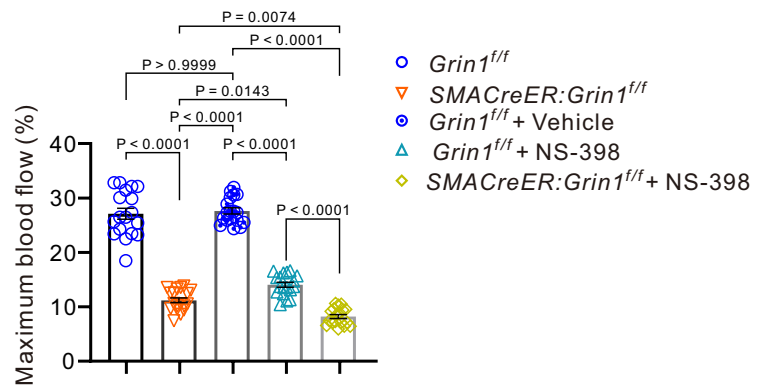 P = 0.0074
P < 0.0001
P > 0.9999
P = 0.0143
P < 0.0001
P < 0.0001
P < 0.0001
P < 0.0001
Maximum blood flow (%)
40
30
20
10
0
Grin1f/f
SMACreER:Grin1f/f
Grin1f/f + Vehicle
Grin1f/f + NS-398
SMACreER:Grin1f/f + NS-398